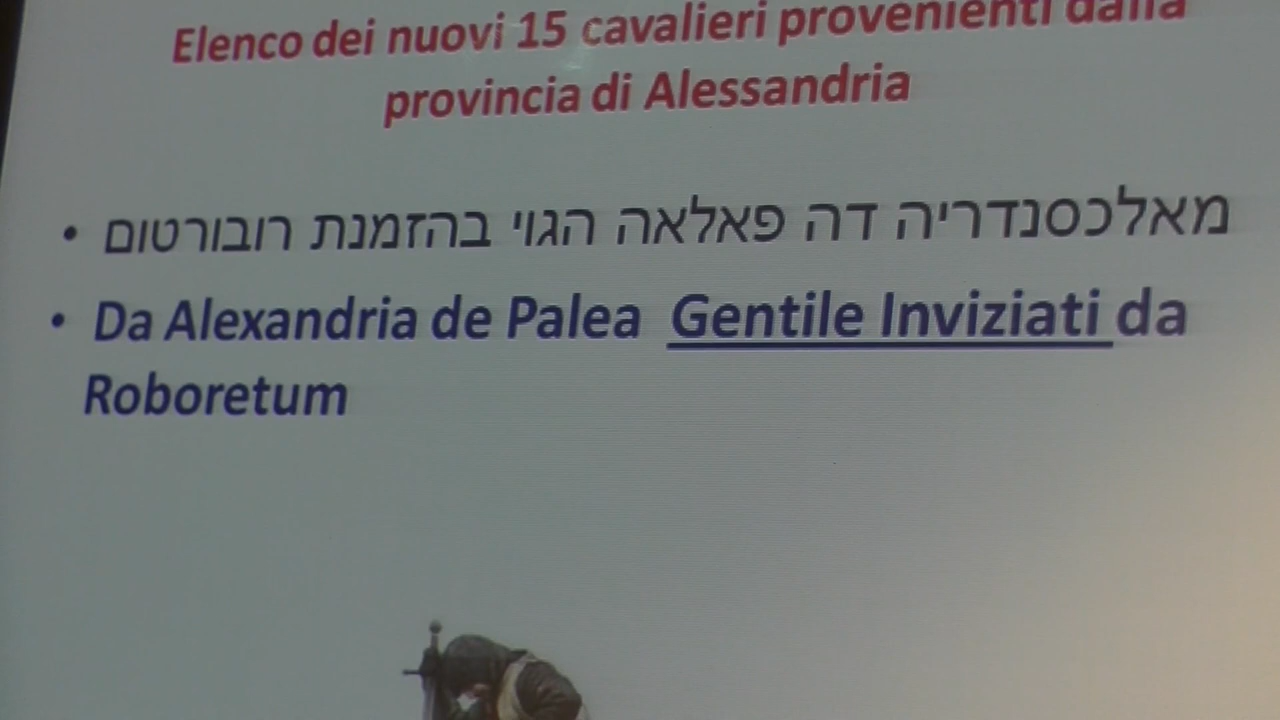 Elenco dei nuovi 15 cavalieri provenienti dalla
provincia di Alessandria
• מאלכסנדריה דה פאלאה הגוי בהזמנת רובורטום
• Da Alexandria de Palea Gentile Inviziati da
Roboretum